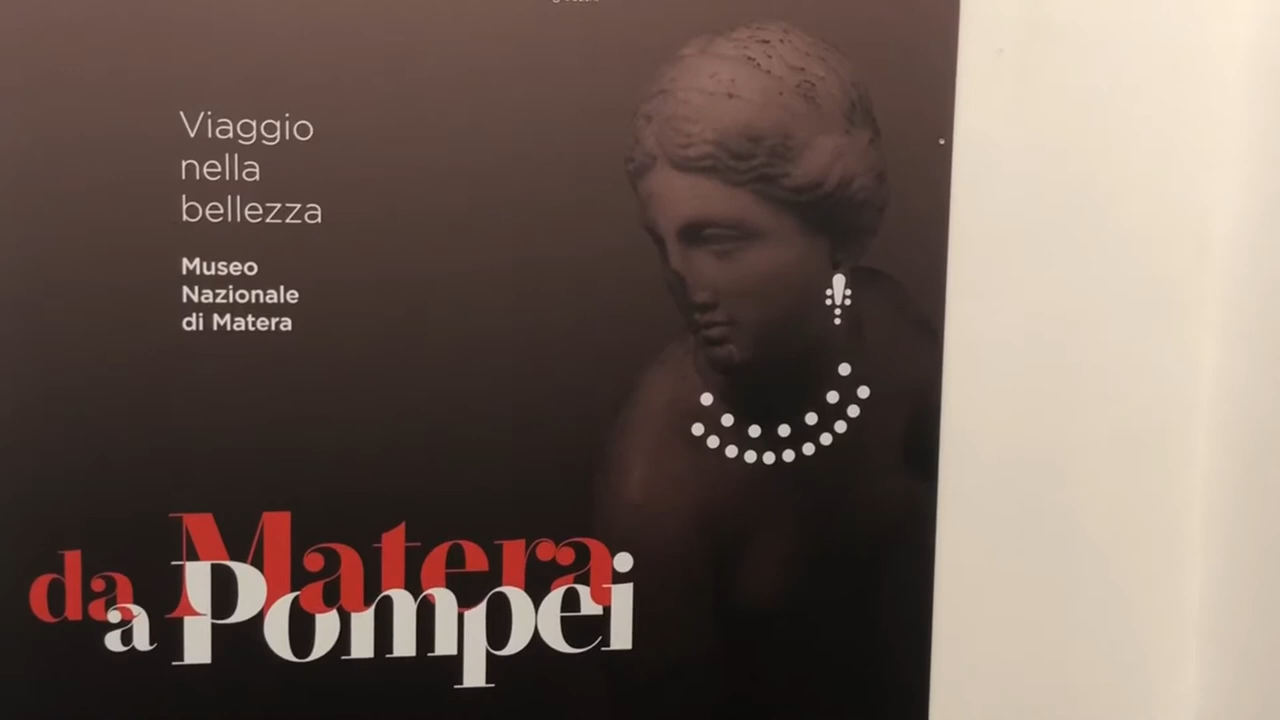 Viaggio
nella
bellezza
Museo
Nazionale
di Matera
da Matera
a Pompei